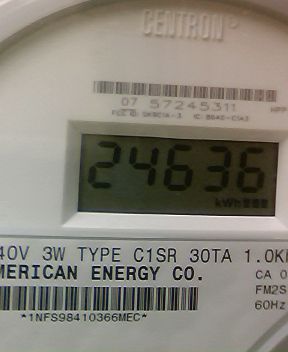 CENTRON
07 57245311
24636
kWh
40V 3W TYPE C1SR 30TA 1.0K
MERICAN ENERGY CO.
CA 0
FM2S
60Hz
*1NFS98410366MEC*